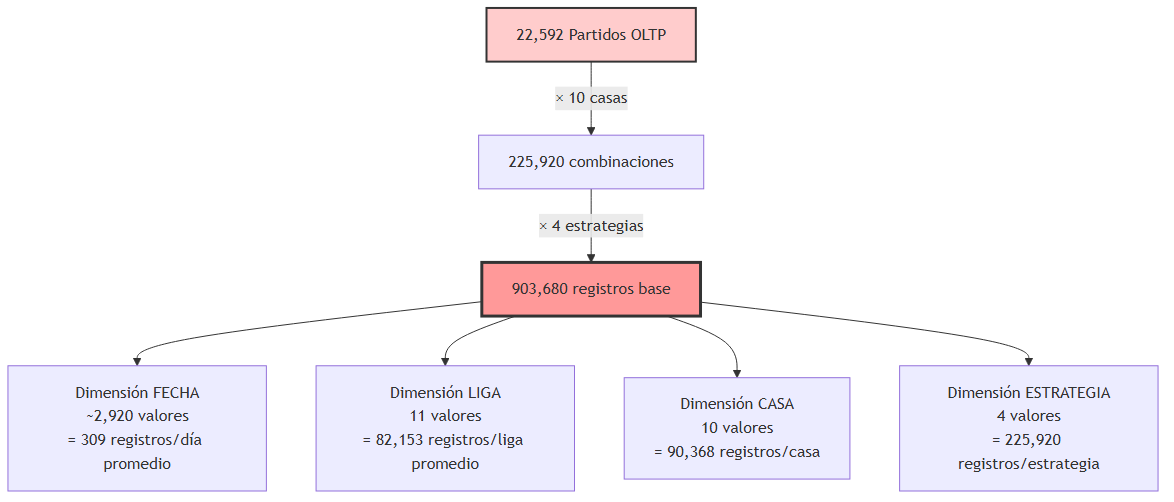 22,592 Partidos OLTP
× 10 casas
225,920 combinaciones
× 4 estrategias
903,680 registros base
Dimensión FECHA
~2,920 valores
= 309 registros/día
promedio
Dimensión LIGA
11 valores
= 82,153 registros/liga
promedio
Dimensión CASA
10 valores
= 90,368 registros/casa
Dimensión ESTRATEGIA
4 valores
= 225,920
registros/estrategia